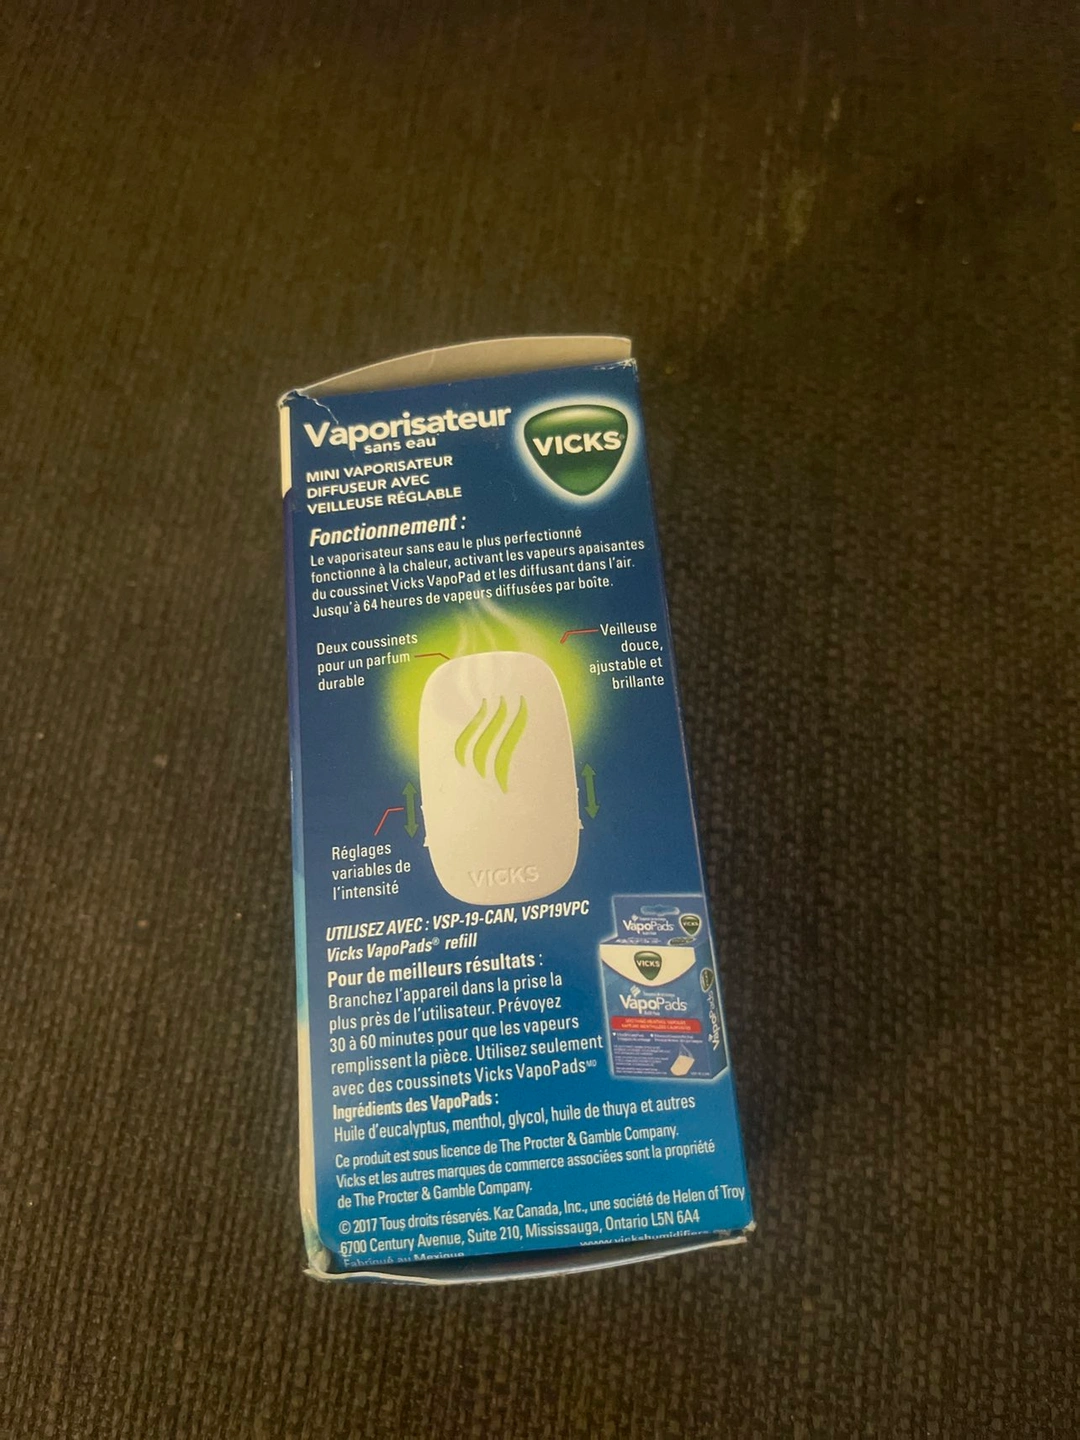 Vaporisateur
sans eau
VICKS
MINI VAPORISATEUR
DIFFUSEUR AVEC
VEILLEUSE RÉGLABLE
Fonctionnement :
Le vaporisateur sans eau le plus perfectionné
fonctionne à la chaleur, activant les vapeurs apaisantes
du coussinet Vicks VapoPad et les diffusant dans l'air.
Jusqu'à 64 heures de vapeurs diffusées par boîte.
Deux coussinets
pour un parfum
durable
Veilleuse
douce,
ajustable et
brillante
Réglages
variables de
l'intensité
VICKS
UTILISEZ AVEC : VSP-19-CAN, VSP19VPC
Vicks VapoPads® refill
Pour de meilleurs résultats :
Branchez l'appareil dans la prise la
plus près de l'utilisateur. Prévoyez
30 à 60 minutes pour que les vapeurs
remplissent la pièce. Utilisez seulement
avec des coussinets Vicks VapoPadsMD
VapoPads
VICKS
VICKS
VapoPads
VapoPads
Ingrédients des VapoPads :
Huile d'eucalyptus, menthol, glycol, huile de thuya et autres
Ce produit est sous licence de The Procter & Gamble Company.
Vicks et les autres marques de commerce associées sont la propriété
de The Procter & Gamble Company.
© 2017 Tous droits réservés. Kaz Canada, Inc., une société de Helen of Troy
6700 Century Avenue, Suite 210, Mississauga, Ontario L5N 6A4
Fabriqué au Mexique